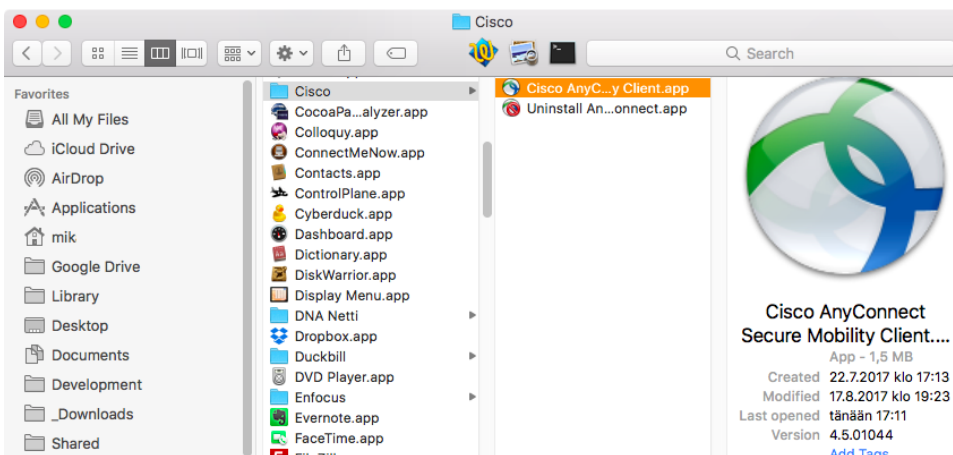 Cisco
Search
Favorites
All My Files
iCloud Drive
AirDrop
Applications
mik
Google Drive
Library
Desktop
Documents
Development
_Downloads
Shared
Cisco
CocoaPa...alyzer.app
Colloquy.app
ConnectMeNow.app
Contacts.app
ControlPlane.app
Cyberduck.app
Dashboard.app
Dictionary.app
DiskWarrior.app
Display Menu.app
DNA Netti
Dropbox.app
Duckbill
DVD Player.app
Enfocus
Evernote.app
FaceTime.app
Cisco AnyC...y Client.app
Uninstall An...onnect.app
Cisco AnyConnect
Secure Mobility Client....
App - 1,5 MB
Created 22.7.2017 klo 17:13
Modified 17.8.2017 klo 19:23
Last opened tänään 17:11
Version 4.5.01044
Add Tags